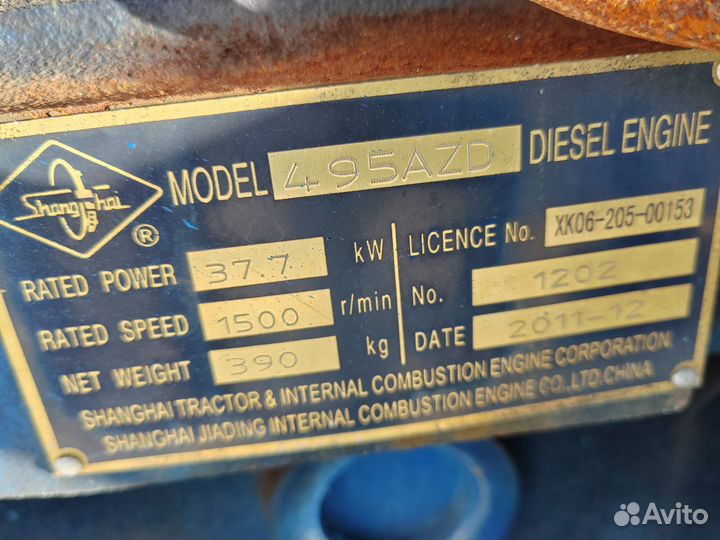 Shanghai
®
MODEL 495AZD DIESEL ENGINE
RATED POWER 37.7 kW
RATED SPEED 1500 r/min
NET WEIGHT 390 kg
LICENCE No. XK06-205-00153
No. 1202
DATE 2011-12
SHANGHAI TRACTOR & INTERNAL COMBUSTION ENGINE CORPORATION
SHANGHAI JIADING INTERNAL COMBUSTION ENGINE CO.,LTD.CHINA
Avito